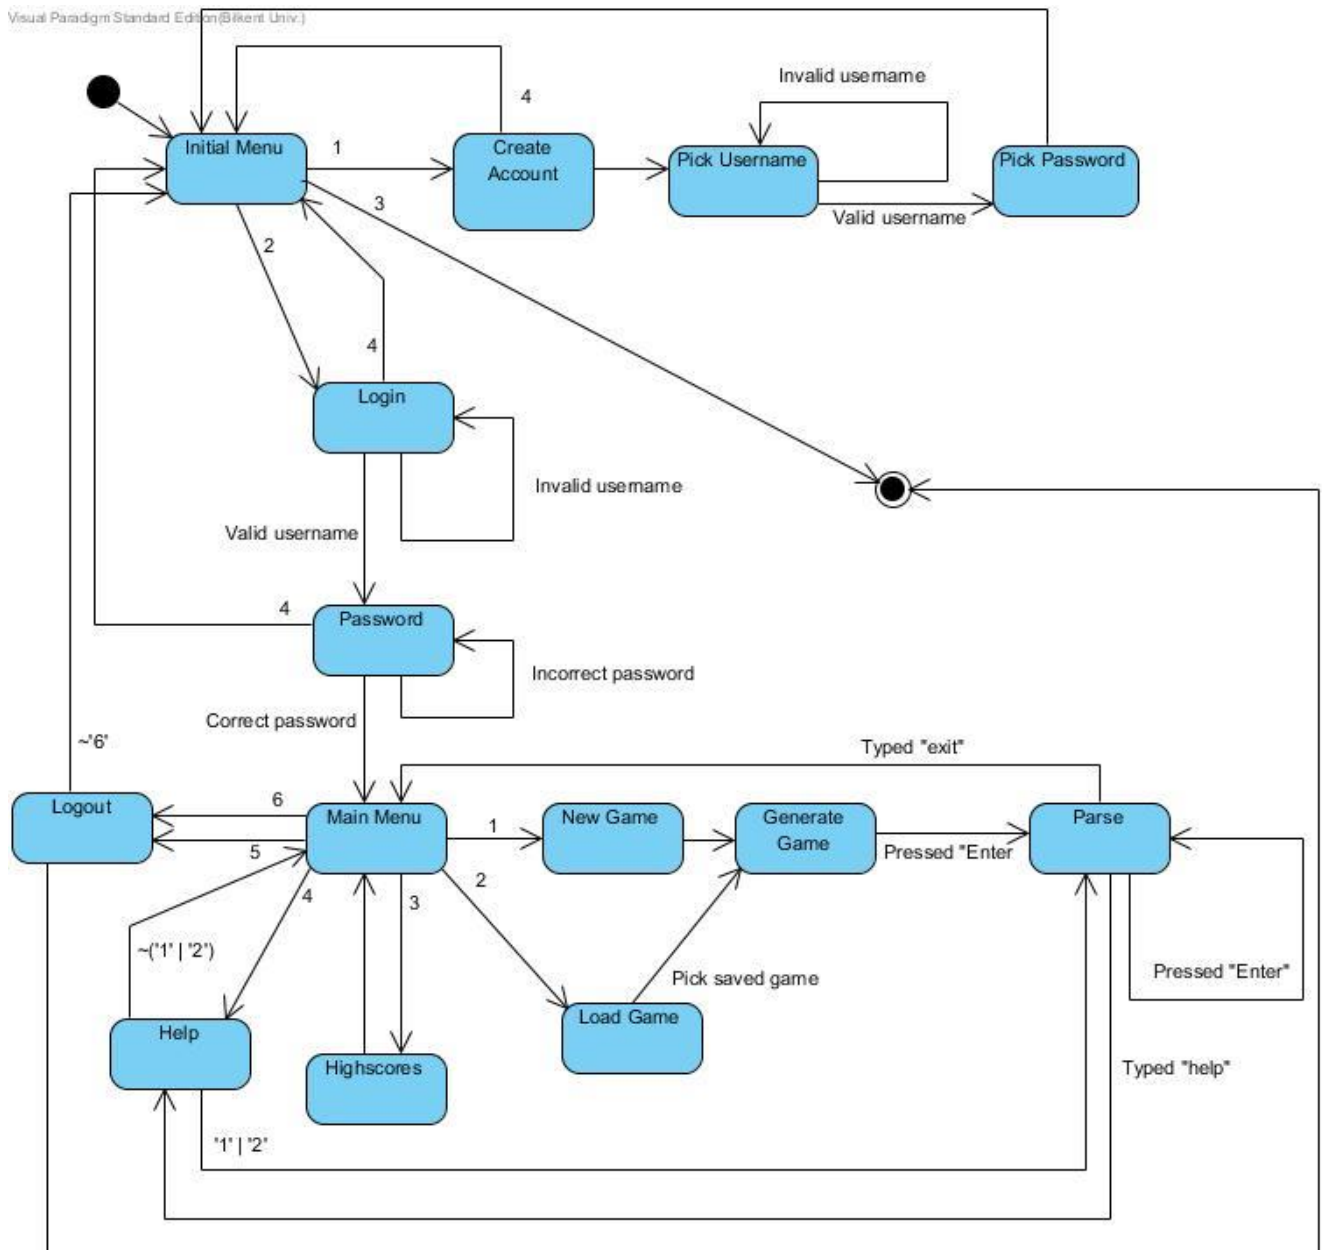 Visual Paradigm Standard Edition(Bilkent Univ.)
Invalid username
4
Initial Menu
1
Create
Account
Pick Username
Pick Password
3
Valid username
2
4
Login
Invalid username
Valid username
4
Password
Incorrect password
Correct password
~'6'
Typed "exit"
Logout
6
Main Menu
1
New Game
Generate
Game
Parse
5
Pressed "Enter
4
3
2
~('1' | '2')
Pick saved game
Pressed "Enter"
Help
Load Game
Highscores
Typed "help"
'1' | '2'